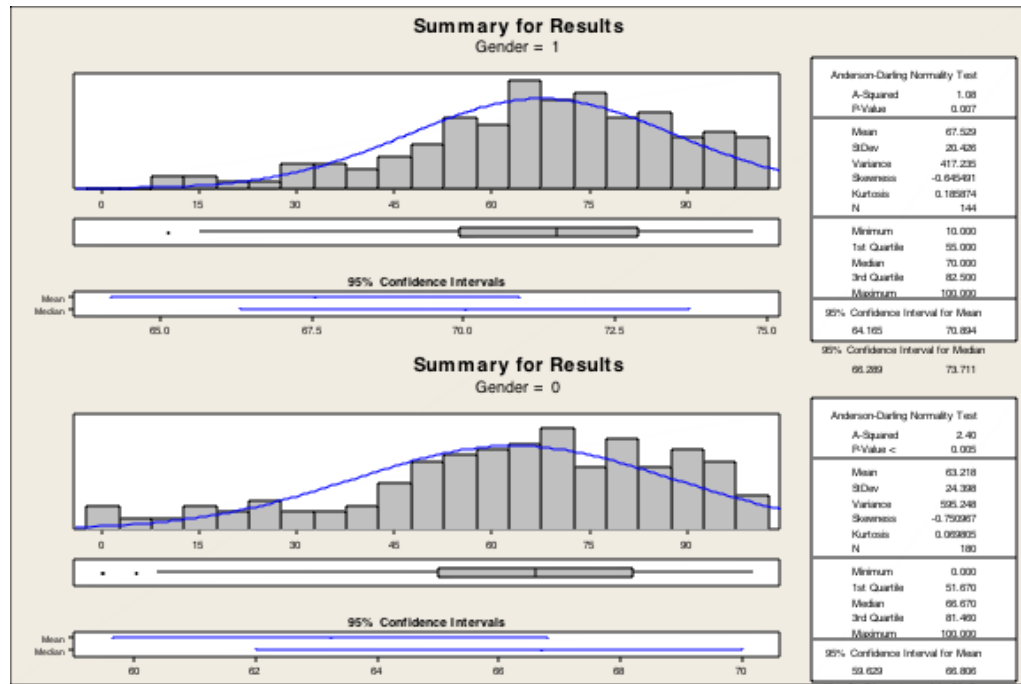 Summary for Results
Gender = 1
0 15 30 45 60 75 90
95% Confidence Intervals
Mean
Median
65.0 67.5 70.0 72.5 75.0
Anderson-Darling Normality Test
A-Squared 1.08
P-Value 0.007
Mean 67.529
StDev 20.426
Variance 417.235
Skewness -0.645491
Kurtosis 0.185874
N 144
Minimum 10.000
1st Quartile 55.000
Median 70.000
3rd Quartile 82.500
Maximum 100.000
95% Confidence Interval for Mean
64.165 70.894
95% Confidence Interval for Median
66.289 73.711
Summary for Results
Gender = 0
0 15 30 45 60 75 90
95% Confidence Intervals
Mean
Median
60 62 64 66 68 70
Anderson-Darling Normality Test
A-Squared 2.40
P-Value < 0.005
Mean 63.218
StDev 24.398
Variance 595.248
Skewness -0.750967
Kurtosis 0.069805
N 180
Minimum 0.000
1st Quartile 51.670
Median 66.670
3rd Quartile 81.460
Maximum 100.000
95% Confidence Interval for Mean
59.629 66.806